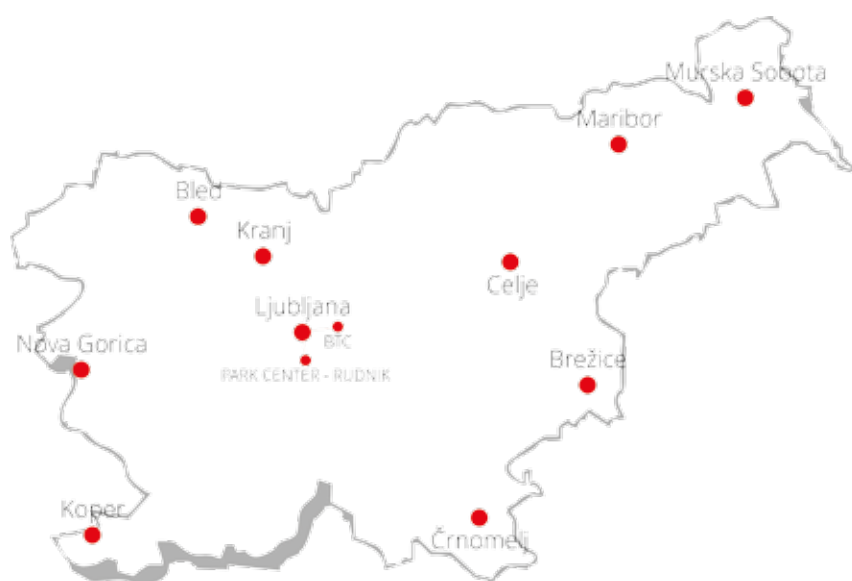 Murska Sobota
Maribor
Bled
Kranj
Celje
Ljubljana
BTC
Nova Gorica
PARK CENTER - RUDNIK
Brežice
Koper
Črnomelj